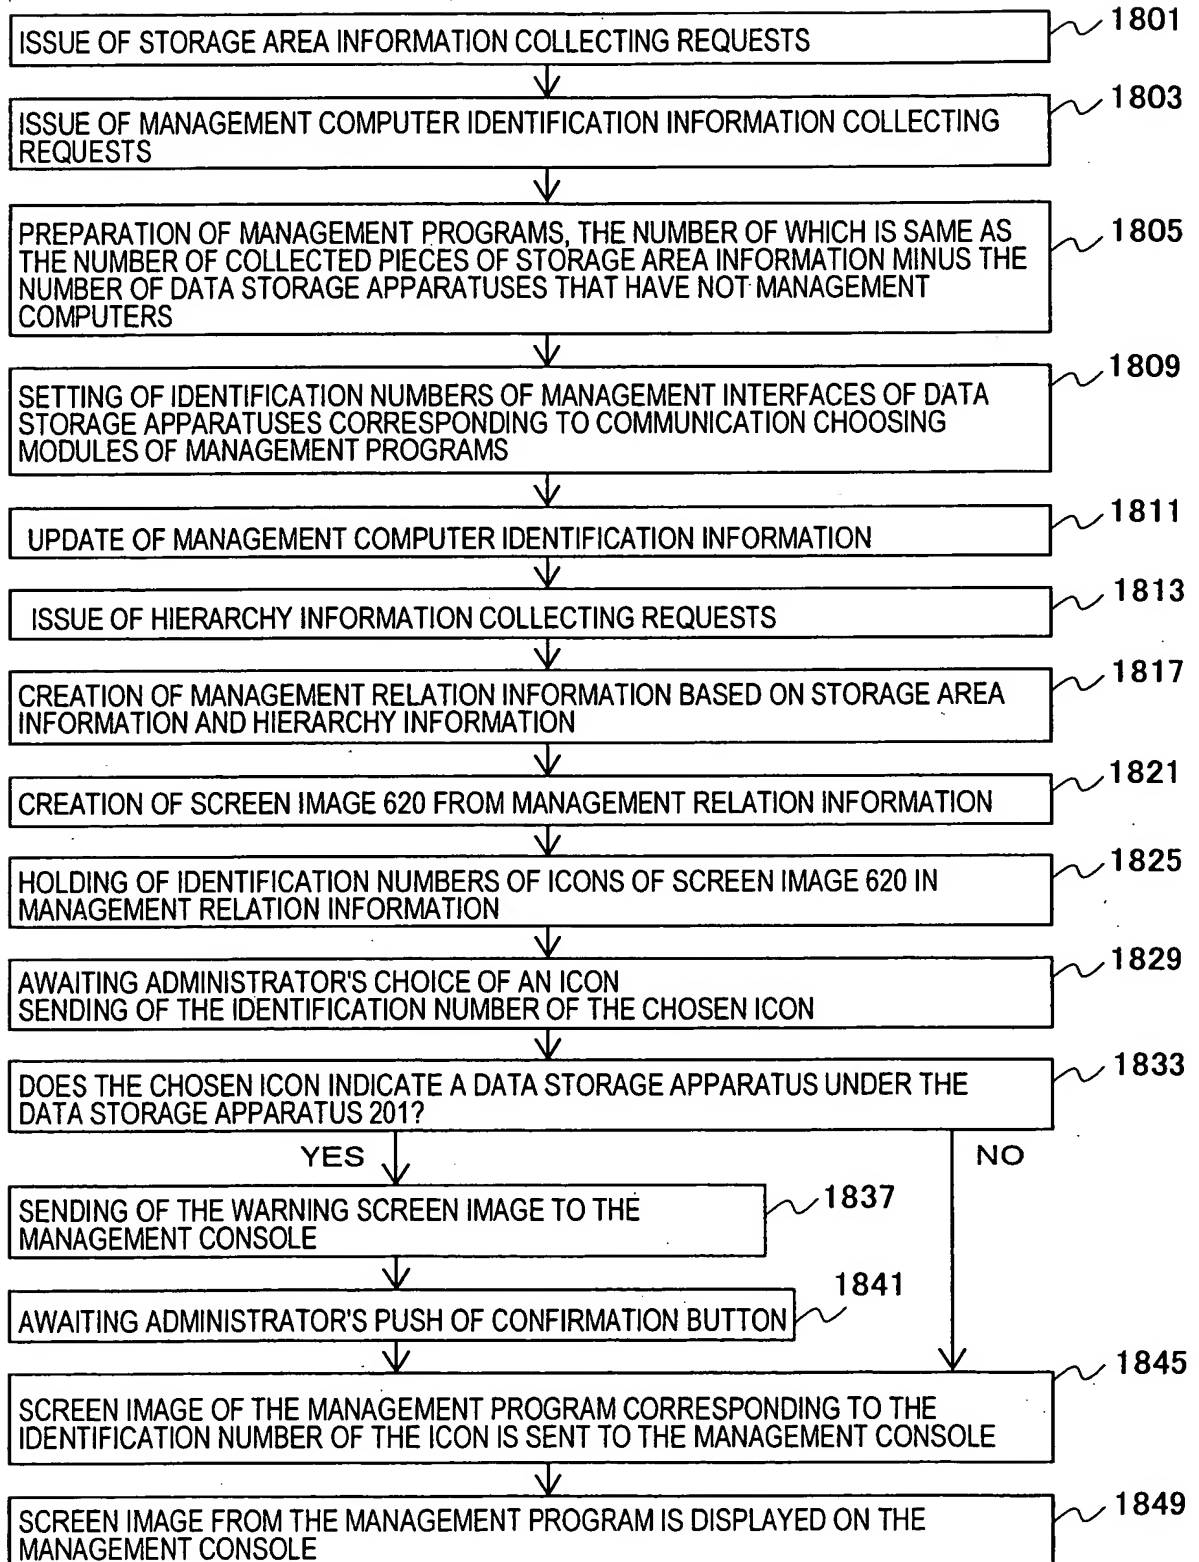 ISSUE OF STORAGE AREA INFORMATION COLLECTING REQUESTS
1801
ISSUE OF MANAGEMENT COMPUTER IDENTIFICATION INFORMATION COLLECTING
REQUESTS
1803
PREPARATION OF MANAGEMENT PROGRAMS, THE NUMBER OF WHICH IS SAME AS
THE NUMBER OF COLLECTED PIECES OF STORAGE AREA INFORMATION MINUS THE
NUMBER OF DATA STORAGE APPARATUSES THAT HAVE NOT MANAGEMENT
COMPUTERS
1805
SETTING OF IDENTIFICATION NUMBERS OF MANAGEMENT INTERFACES OF DATA
STORAGE APPARATUSES CORRESPONDING TO COMMUNICATION CHOOSING
MODULES OF MANAGEMENT PROGRAMS
1809
UPDATE OF MANAGEMENT COMPUTER IDENTIFICATION INFORMATION
1811
ISSUE OF HIERARCHY INFORMATION COLLECTING REQUESTS
1813
CREATION OF MANAGEMENT RELATION INFORMATION BASED ON STORAGE AREA
INFORMATION AND HIERARCHY INFORMATION
1817
CREATION OF SCREEN IMAGE 620 FROM MANAGEMENT RELATION INFORMATION
1821
HOLDING OF IDENTIFICATION NUMBERS OF ICONS OF SCREEN IMAGE 620 IN
MANAGEMENT RELATION INFORMATION
1825
AWAITING ADMINISTRATOR'S CHOICE OF AN ICON
SENDING OF THE IDENTIFICATION NUMBER OF THE CHOSEN ICON
1829
DOES THE CHOSEN ICON INDICATE A DATA STORAGE APPARATUS UNDER THE
DATA STORAGE APPARATUS 201?
1833
YES
NO
SENDING OF THE WARNING SCREEN IMAGE TO THE
MANAGEMENT CONSOLE
1837
AWAITING ADMINISTRATOR'S PUSH OF CONFIRMATION BUTTON
1841
SCREEN IMAGE OF THE MANAGEMENT PROGRAM CORRESPONDING TO THE
IDENTIFICATION NUMBER OF THE ICON IS SENT TO THE MANAGEMENT CONSOLE
1845
SCREEN IMAGE FROM THE MANAGEMENT PROGRAM IS DISPLAYED ON THE
MANAGEMENT CONSOLE
1849